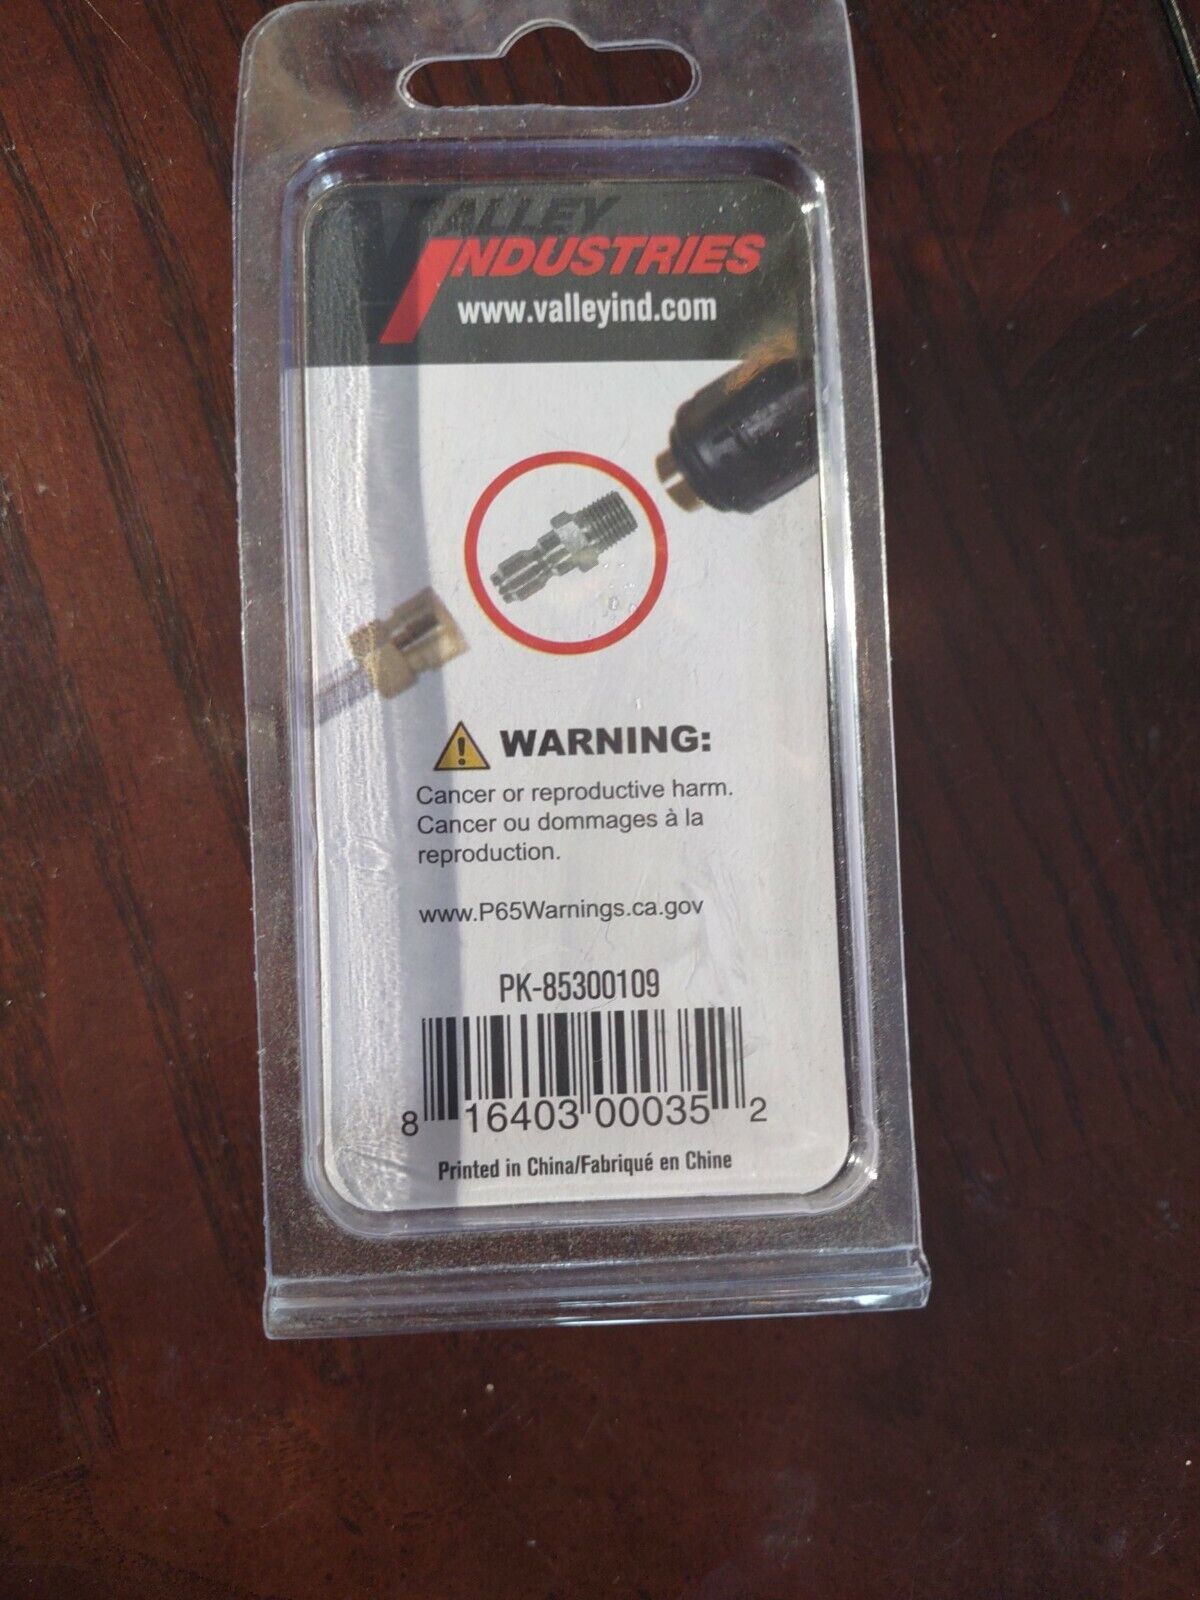 VALLEY
INDUSTRIES
www.valleyind.com
WARNING:
Cancer or reproductive harm.
Cancer ou dommages à la
reproduction.
www.P65Warnings.ca.gov
PK-85300109
8 16403 00035 2
Printed in China/Fabriqué en Chine